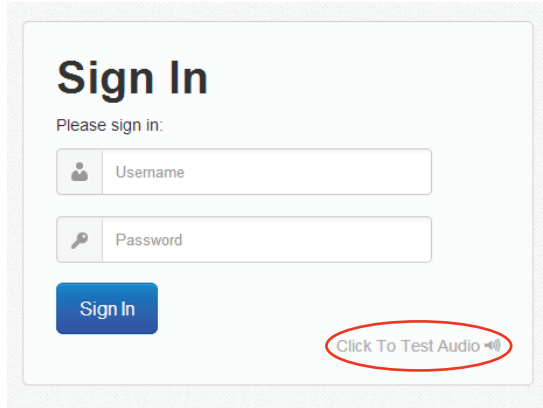 Sign In
Please sign in:
Username
Password
Sign In
Click To Test Audio